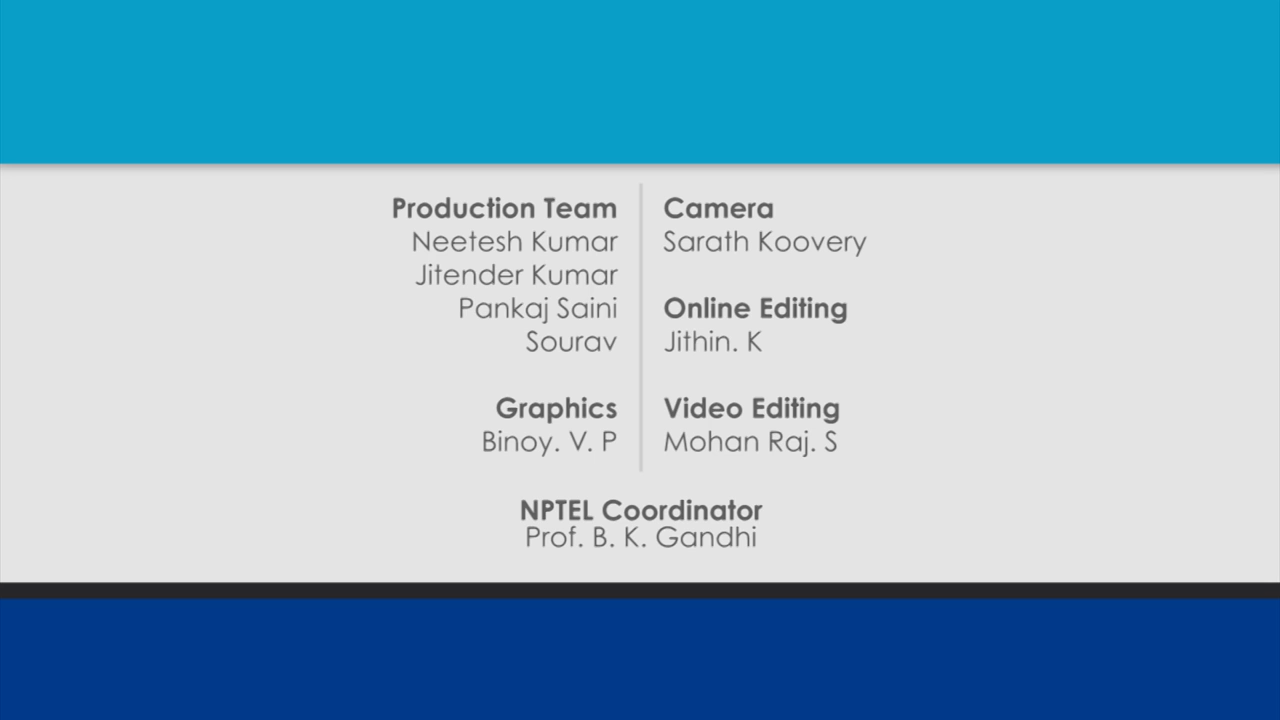 Production Team
Neetesh Kumar
Jitender Kumar
Pankaj Saini
Sourav
Graphics
Binoy. V. P
Camera
Sarath Koovery
Online Editing
Jithin. K
Video Editing
Mohan Raj. S
NPTEL Coordinator
Prof. B. K. Gandhi